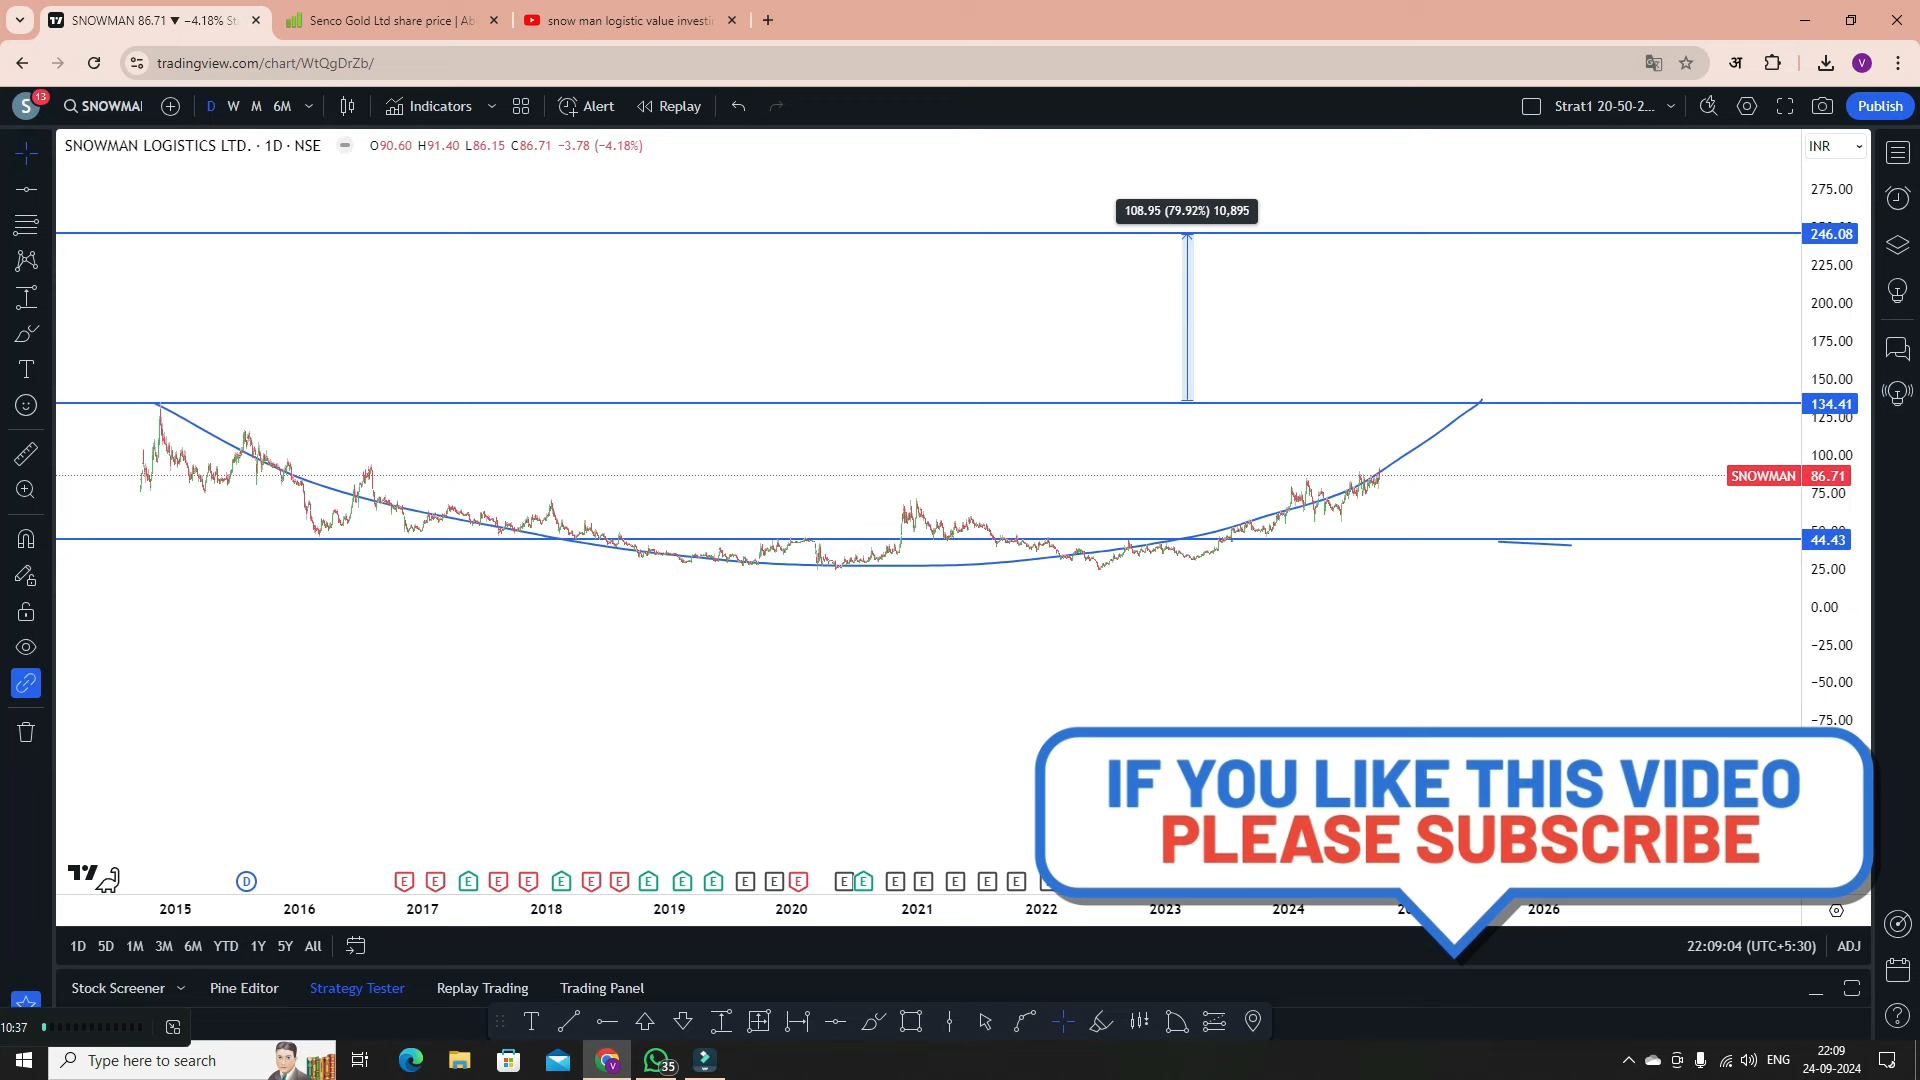 SNOWMAN 86.71 ▼ −4.18% St
Senco Gold Ltd share price | Ab
snow man logistic value investi
tradingview.com/chart/WtQgDrZb/
अ
V
S
13
SNOWMAI
D
W
M
6M
Indicators
Alert
Replay
Strat1 20-50-2...
Publish
SNOWMAN LOGISTICS LTD. · 1D · NSE
O90.60 H91.40 L86.15 C86.71 −3.78 (−4.18%)
INR
275.00
108.95 (79.92%) 10,895
246.08
225.00
200.00
175.00
150.00
134.41
125.00
100.00
SNOWMAN 86.71
75.00
44.43
25.00
0.00
−25.00
−50.00
−75.00
IF YOU LIKE THIS VIDEO
PLEASE SUBSCRIBE
D
E E E E E E E E E E E E E E E E E E E E E
2015 2016 2017 2018 2019 2020 2021 2022 2023 2024 2026
1D 5D 1M 3M 6M YTD 1Y 5Y All
22:09:04 (UTC+5:30) ADJ
Stock Screener Pine Editor Strategy Tester Replay Trading Trading Panel
10:37
Type here to search
35
ENG
22:09
24-09-2024